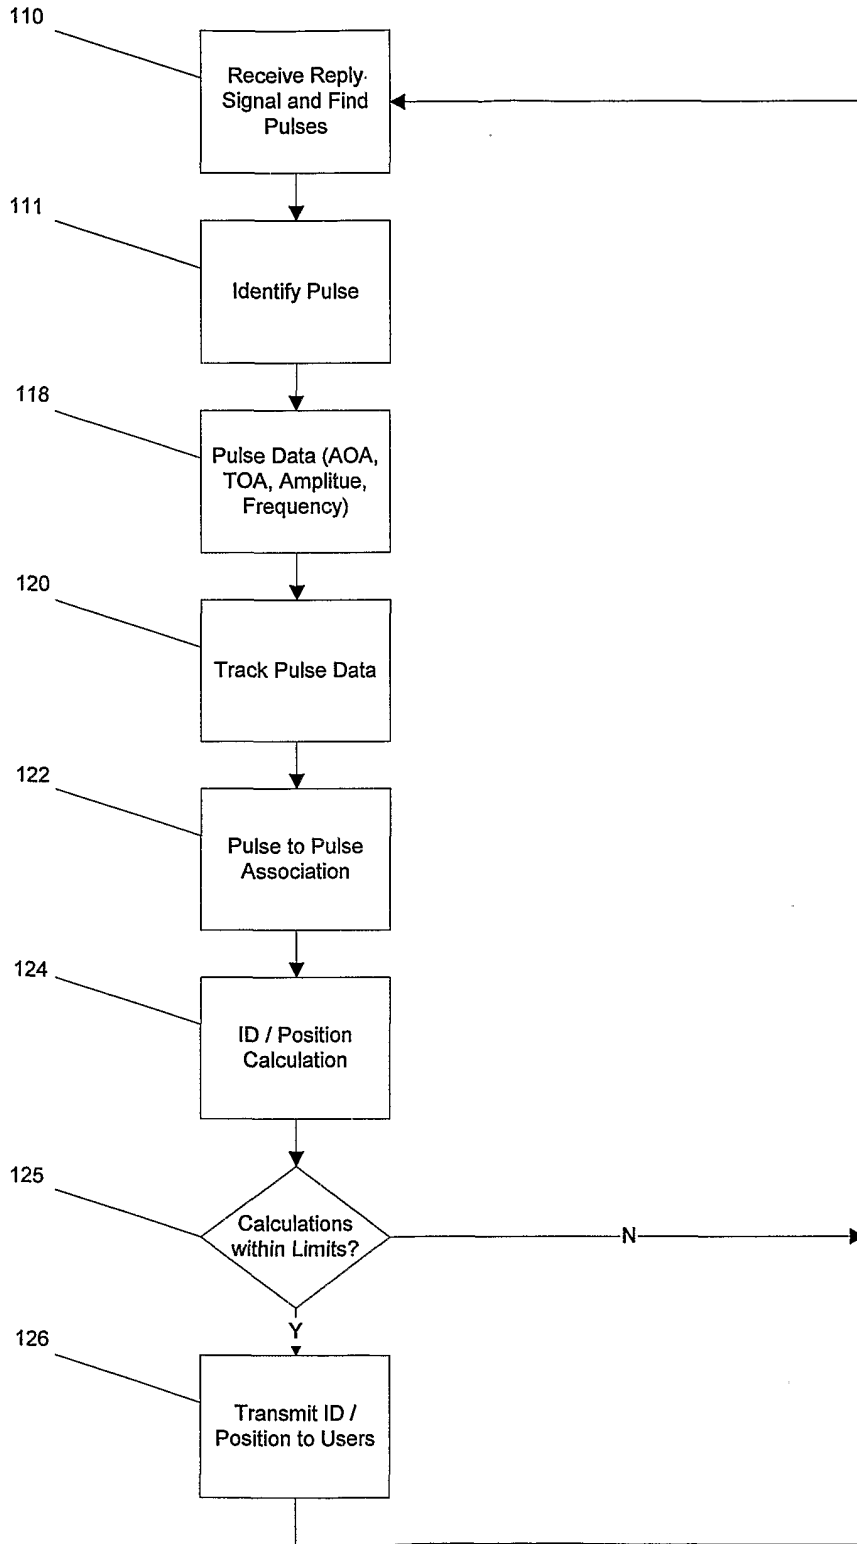 110
Receive Reply
Signal and Find
Pulses
111
Identify Pulse
118
Pulse Data (AOA,
TOA, Amplitue,
Frequency)
120
Track Pulse Data
122
Pulse to Pulse
Association
124
ID / Position
Calculation
125
Calculations
within Limits?
N
Y
126
Transmit ID /
Position to Users